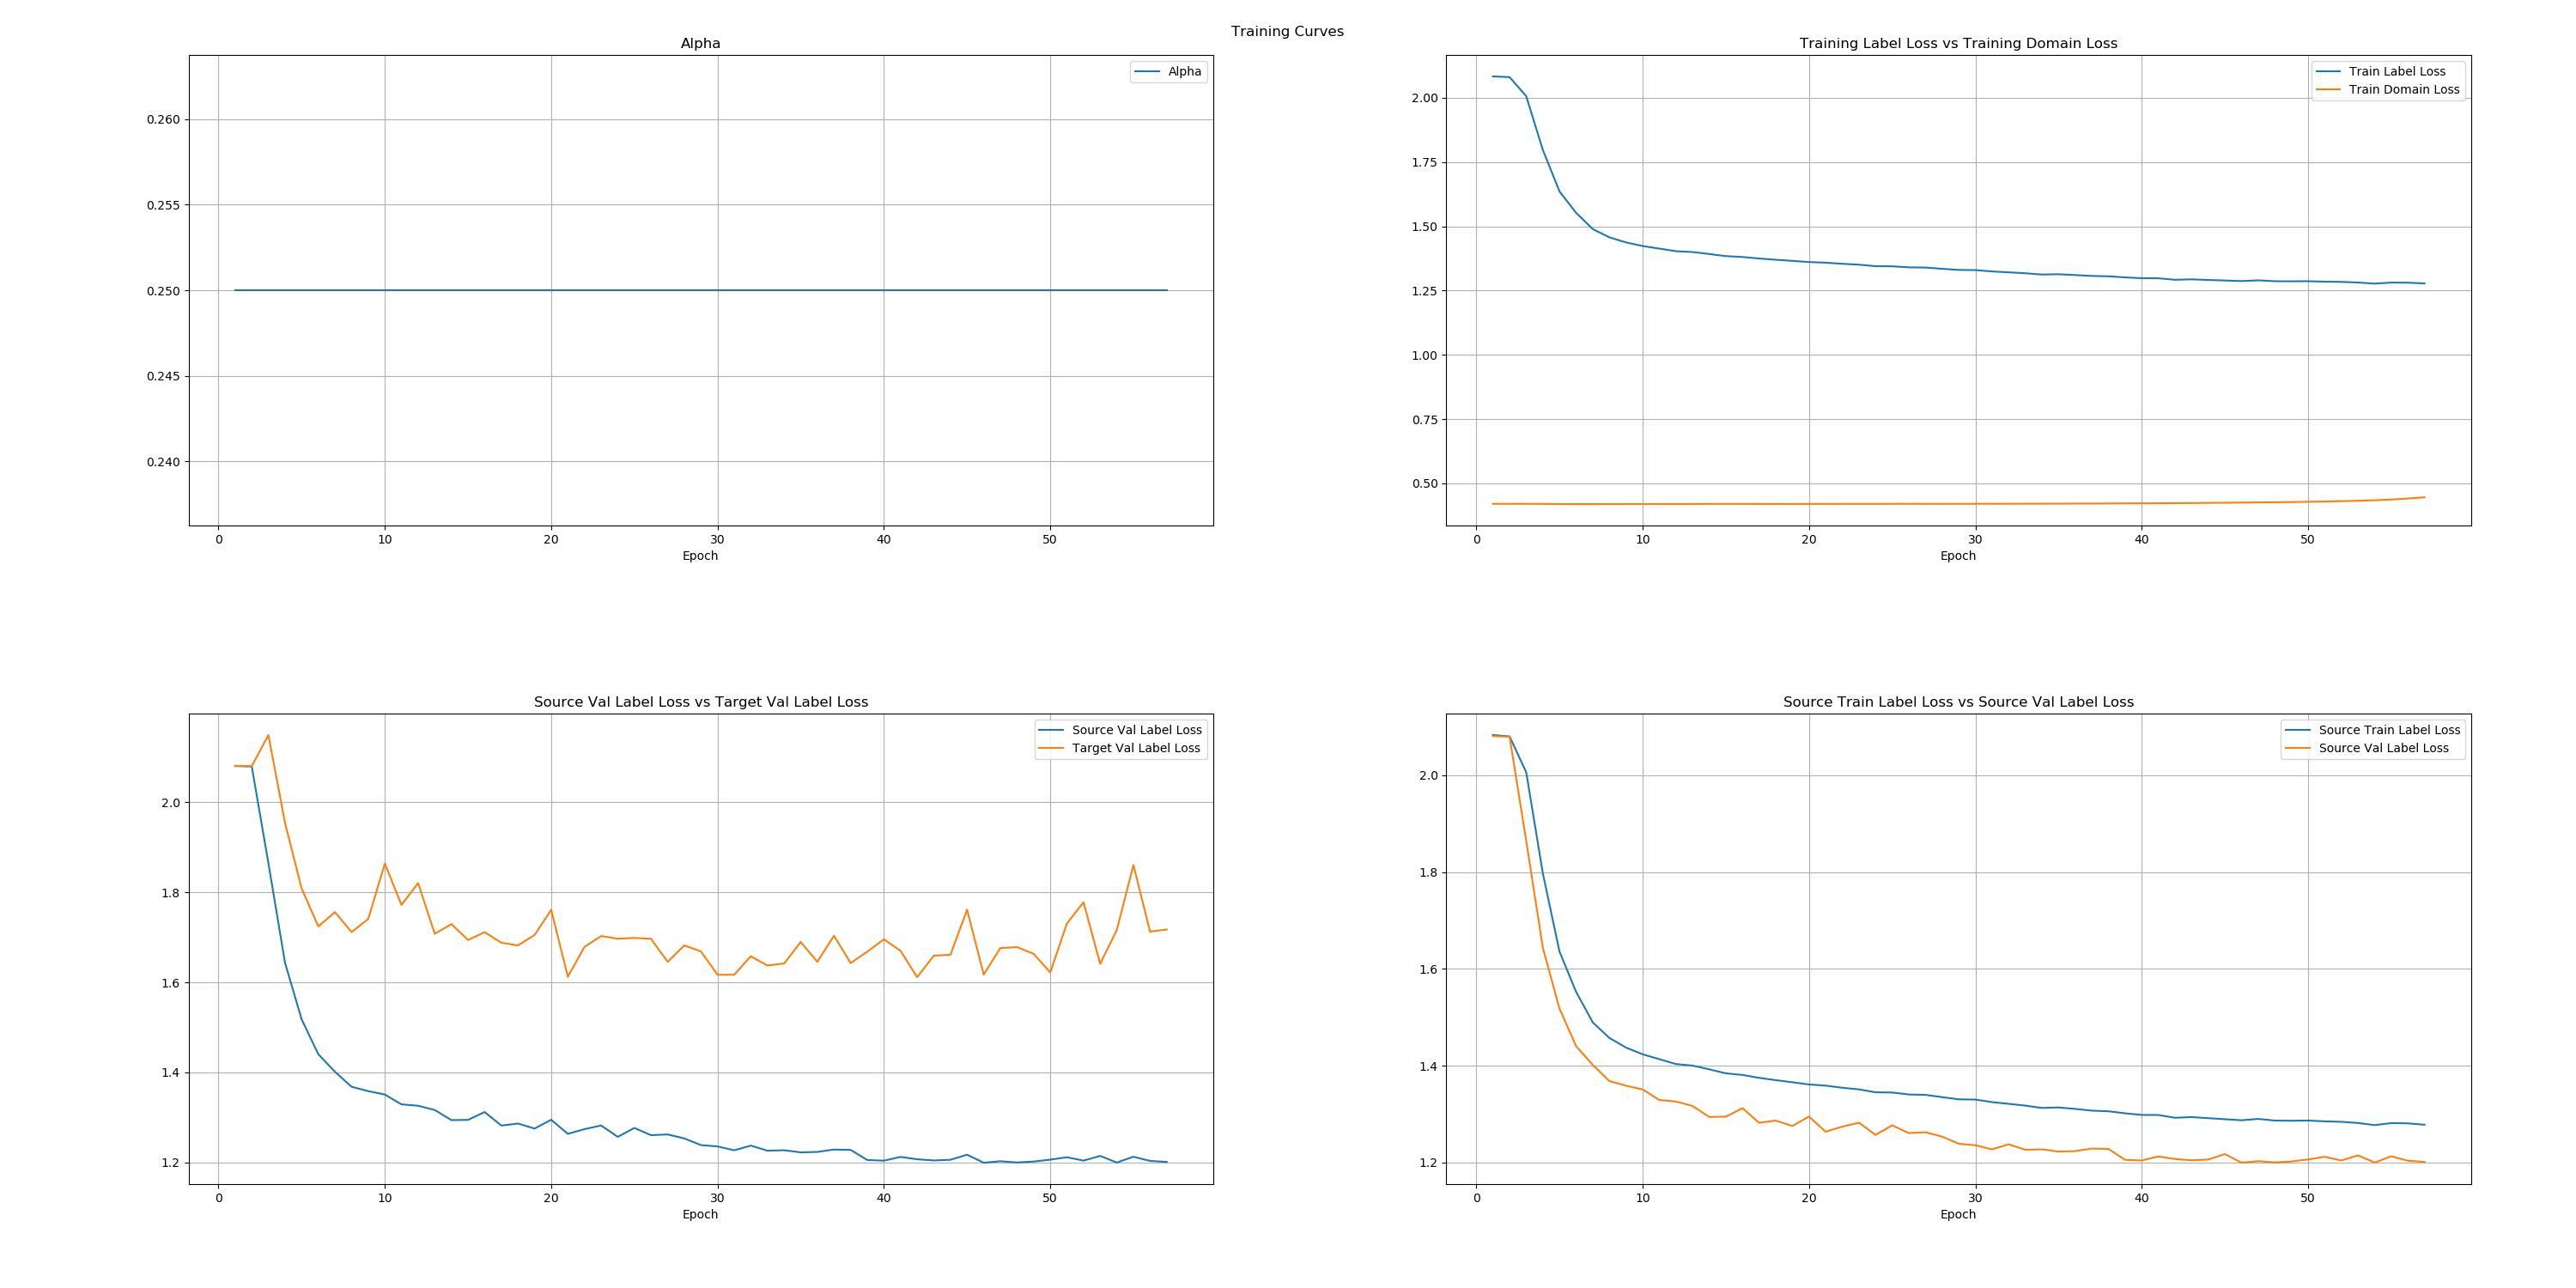 Training Curves
Alpha
Alpha
0.260
0.255
0.250
0.245
0.240
0 10 20 30 40 50
Epoch
Training Label Loss vs Training Domain Loss
Train Label Loss
Train Domain Loss
2.00
1.75
1.50
1.25
1.00
0.75
0.50
0 10 20 30 40 50
Epoch
Source Val Label Loss vs Target Val Label Loss
Source Val Label Loss
Target Val Label Loss
2.0
1.8
1.6
1.4
1.2
0 10 20 30 40 50
Epoch
Source Train Label Loss vs Source Val Label Loss
Source Train Label Loss
Source Val Label Loss
2.0
1.8
1.6
1.4
1.2
0 10 20 30 40 50
Epoch